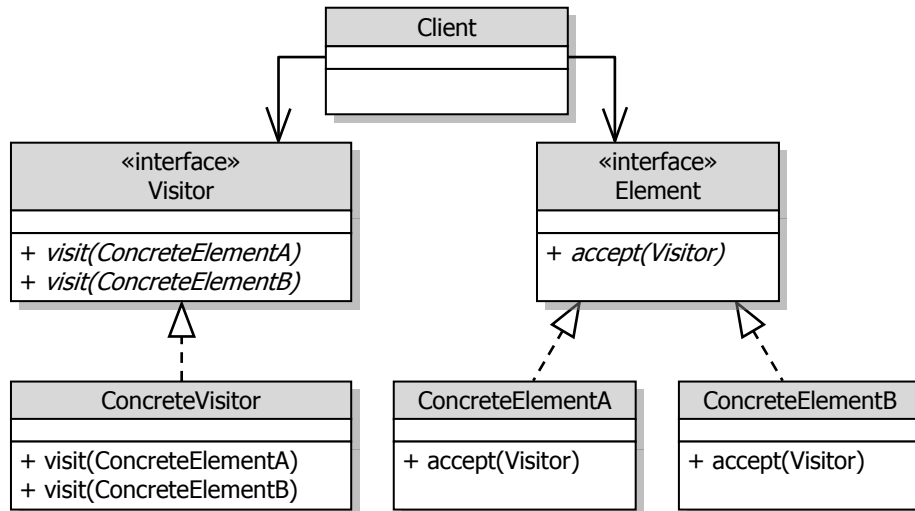 Client
«interface»
Visitor
+ visit(ConcreteElementA)
+ visit(ConcreteElementB)
«interface»
Element
+ accept(Visitor)
ConcreteVisitor
+ visit(ConcreteElementA)
+ visit(ConcreteElementB)
ConcreteElementA
+ accept(Visitor)
ConcreteElementB
+ accept(Visitor)